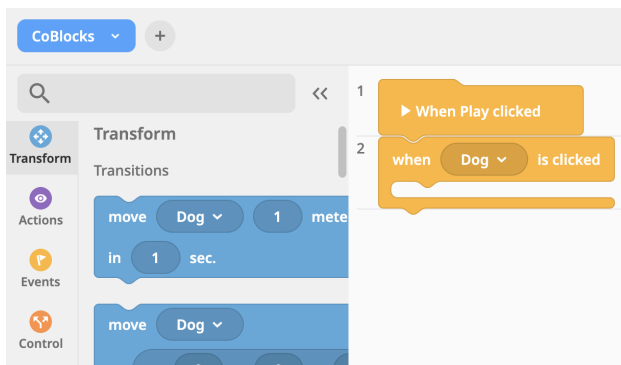 CoBlocks
+
1
When Play clicked
2
when Dog is clicked
Transform
Transform
Transitions
Actions
move Dog 1 mete
in 1 sec.
Events
move Dog
Control